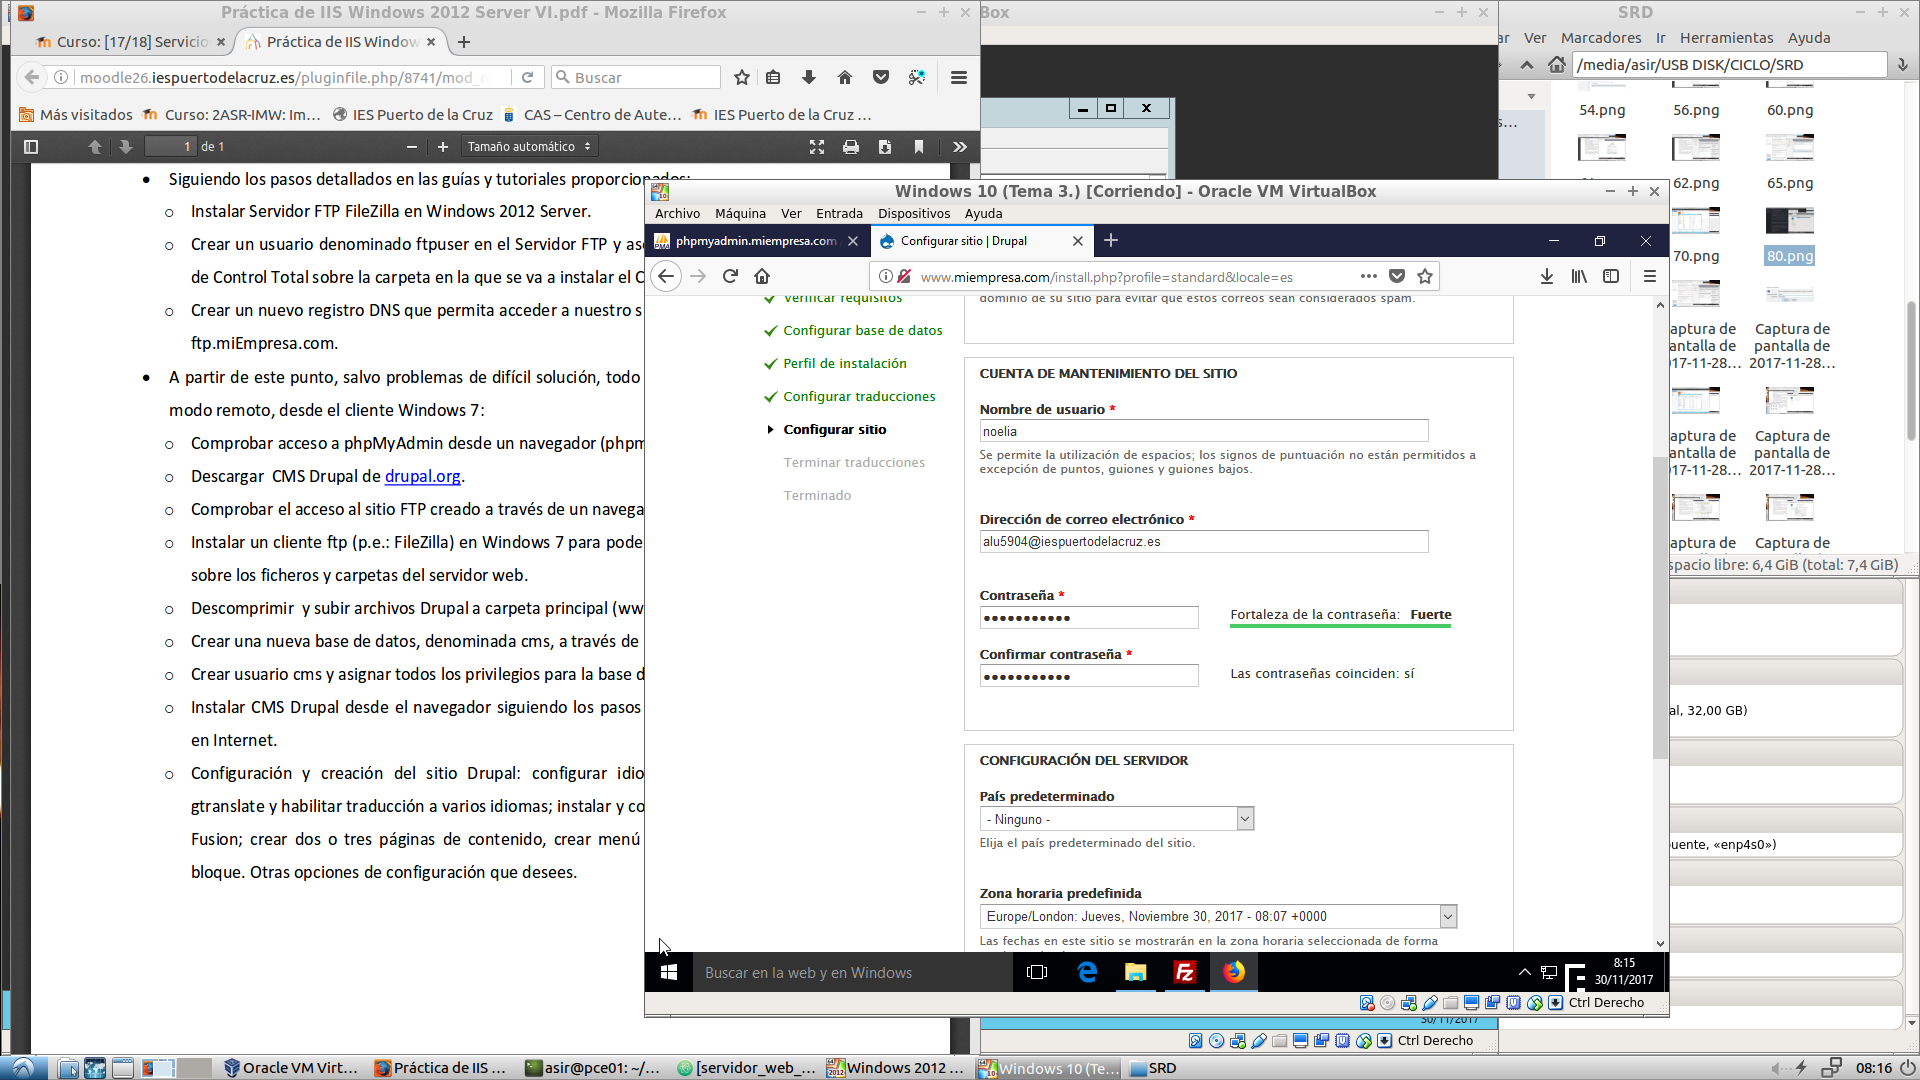 Práctica de IIS Windows 2012 Server VI.pdf - Mozilla Firefox
Curso: [17/18] Servicio
Práctica de IIS Window
moodle26.iespuertodelacruz.es/pluginfile.php/8741/mod_
Buscar
Más visitados
Curso: 2ASR-IMW: Im...
IES Puerto de la Cruz
CAS – Centro de Aute...
IES Puerto de la Cruz ...
1
de 1
Tamaño automático
• Siguiendo los pasos detallados en las guías y tutoriales proporcionados:
o Instalar Servidor FTP FileZilla en Windows 2012 Server.
o Crear un usuario denominado ftpuser en el Servidor FTP y
de Control Total sobre la carpeta en la que se va a instalar el
o Crear un nuevo registro DNS que permita acceder a nuestro
ftp.miEmpresa.com.
• A partir de este punto, salvo problemas de difícil solución, todo
modo remoto, desde el cliente Windows 7:
o Comprobar acceso a phpMyAdmin desde un navegador
o Descargar CMS Drupal de drupal.org.
o Comprobar el acceso al sitio FTP creado a través de un
o Instalar un cliente ftp (p.e.: FileZilla) en Windows 7 para
sobre los ficheros y carpetas del servidor web.
o Descomprimir y subir archivos Drupal a carpeta principal
o Crear una nueva base de datos, denominada cms, a través de
o Crear usuario cms y asignar todos los privilegios para la base
o Instalar CMS Drupal desde el navegador siguiendo los pasos
en Internet.
o Configuración y creación del sitio Drupal: configurar
gtranslate y habilitar traducción a varios idiomas; instalar y
Fusion; crear dos o tres páginas de contenido, crear menú
bloque. Otras opciones de configuración que desees.
Box
Windows 10 (Tema 3.) [Corriendo] - Oracle VM VirtualBox
Archivo Máquina Ver Entrada Dispositivos Ayuda
phpmyadmin.miempresa.com
Configurar sitio | Drupal
www.miempresa.com/install.php?profile=standard&locale=es
Verificar requisitos
Configurar base de datos
Perfil de instalación
Configurar traducciones
Configurar sitio
Terminar traducciones
Terminado
dominio de su sitio para evitar que estos correos sean considerados spam.
CUENTA DE MANTENIMIENTO DEL SITIO
Nombre de usuario *
noelia
Se permite la utilización de espacios; los signos de puntuación no están permitidos a
excepción de puntos, guiones y guiones bajos.
Dirección de correo electrónico *
alu5904@iespuertodelacruz.es
Contraseña *
•••••••••••
Fortaleza de la contraseña: Fuerte
Confirmar contraseña *
•••••••••••
Las contraseñas coinciden: sí
CONFIGURACIÓN DEL SERVIDOR
País predeterminado
- Ninguno -
Elija el país predeterminado del sitio.
Zona horaria predefinida
Europe/London: Jueves, Noviembre 30, 2017 - 08:07 +0000
Las fechas en este sitio se mostrarán en la zona horaria seleccionada de forma
Buscar en la web y en Windows
8:15
30/11/2017
Ctrl Derecho
30/11/2017
Ctrl Derecho
SRD
ar Ver Marcadores Ir Herramientas Ayuda
/media/asir/USB DISK/CICLO/SRD
s...
54.png 56.png 60.png
62.png 65.png
70.png 80.png
aptura de
antalla de
017-11-28...
Captura de
pantalla de
2017-11-28...
aptura de
antalla de
017-11-28...
Captura de
pantalla de
2017-11-28...
aptura de
Captura de
spacio libre: 6,4 GiB (total: 7,4 GiB)
al, 32,00 GB)
uente, «enp4s0»)
Oracle VM Virt...
Práctica de IIS ...
asir@pce01: ~/...
[servidor_web_...
Windows 2012 ...
Windows 10 (Te...
SRD
08:16